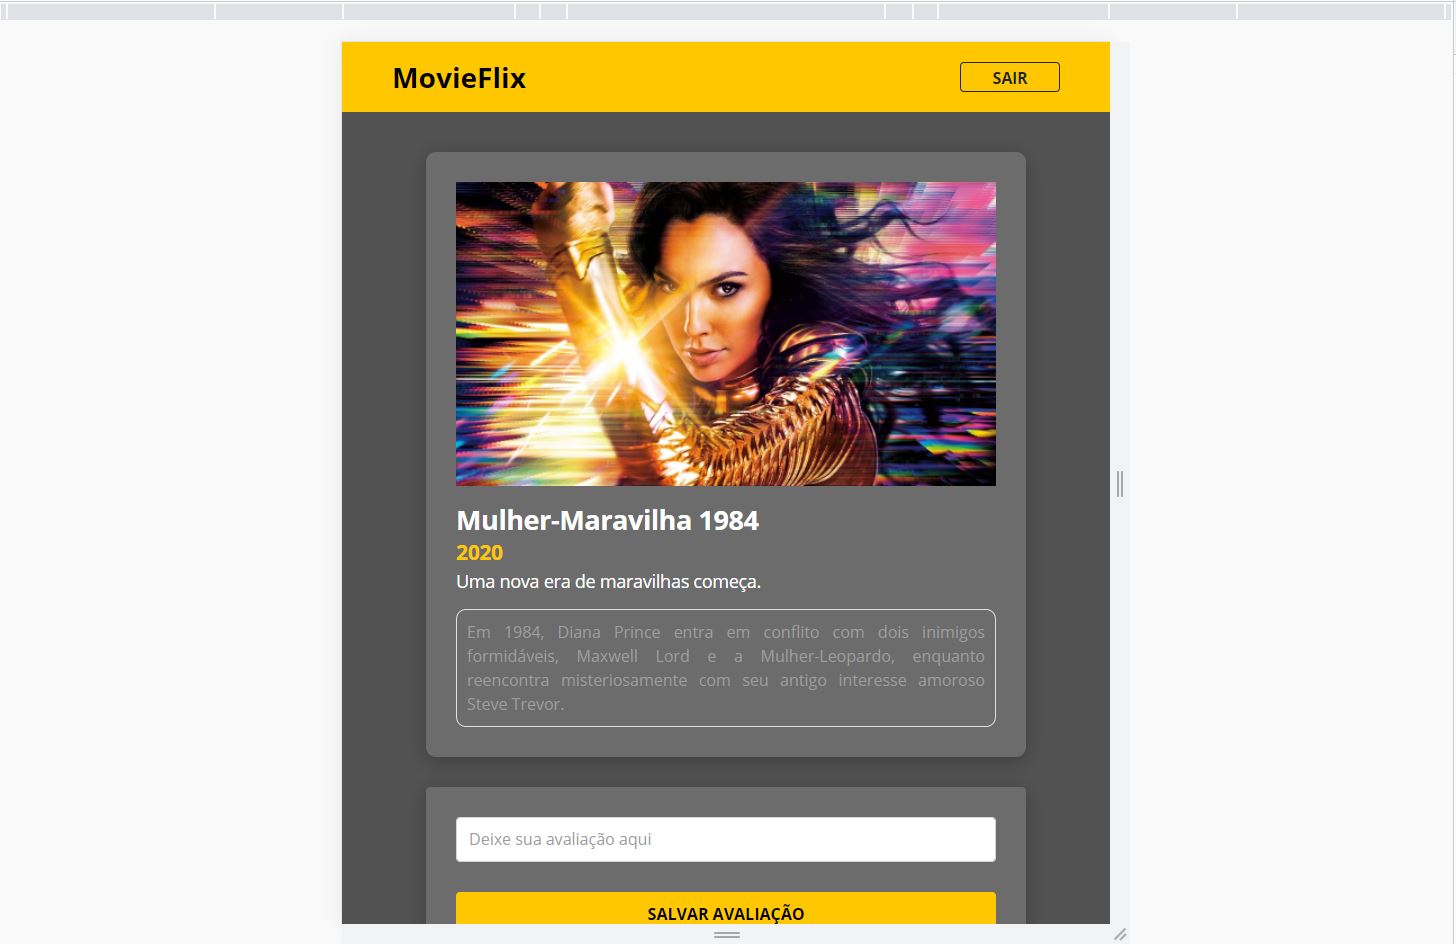 MovieFlix
SAIR
Mulher-Maravilha 1984
2020
Uma nova era de maravilhas começa.
Em 1984, Diana Prince entra em conflito com dois inimigos
formidáveis, Maxwell Lord e a Mulher-Leopardo, enquanto
reencontra misteriosamente com seu antigo interesse amoroso
Steve Trevor.
Deixe sua avaliação aqui
SALVAR AVALIAÇÃO